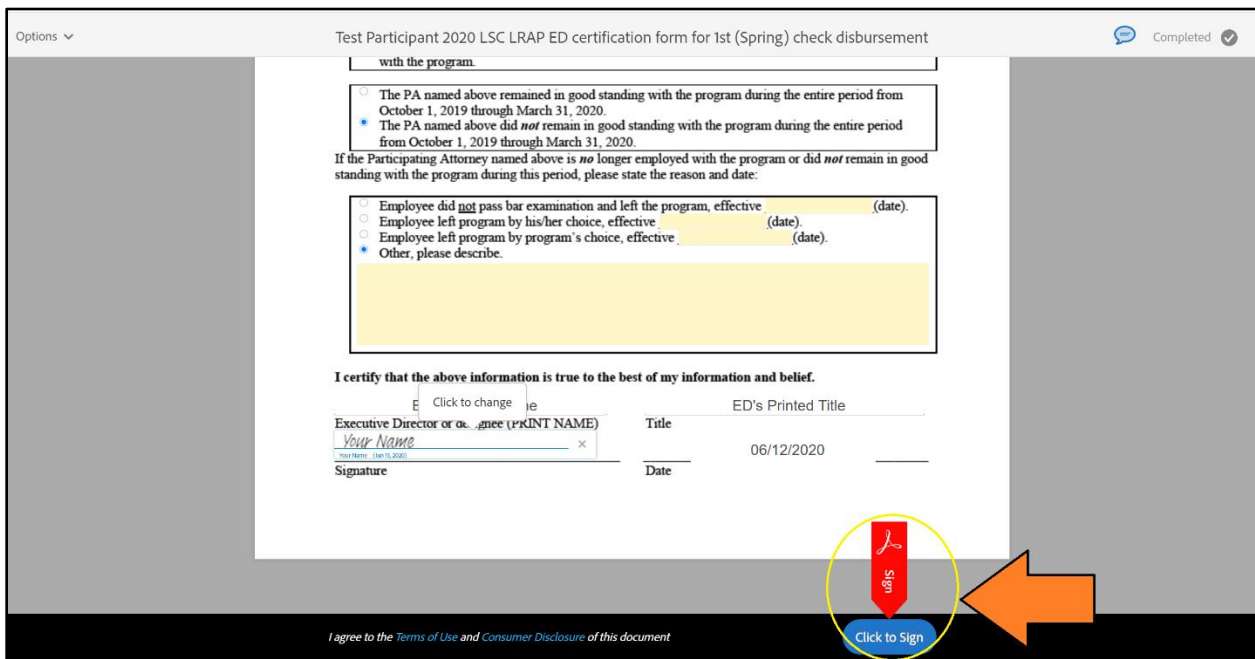 Options
Test Participant 2020 LSC LRAP ED certification form for 1st (Spring) check disbursement
Completed
with the program.
The PA named above remained in good standing with the program during the entire period from
October 1, 2019 through March 31, 2020.
The PA named above did not remain in good standing with the program during the entire period
from October 1, 2019 through March 31, 2020.
If the Participating Attorney named above is no longer employed with the program or did not remain in good
standing with the program during this period, please state the reason and date:
Employee did not pass bar examination and left the program, effective (date).
Employee left program by his/her choice, effective (date).
Employee left program by program's choice, effective (date).
Other, please describe.
I certify that the above information is true to the best of my information and belief.
Click to change
ED's Printed Title
Executive Director or (PRINT NAME) Title
Your Name
Your Name (Jun 15, 2020)
06/12/2020
Signature Date
Sign
I agree to the Terms of Use and Consumer Disclosure of this document
Click to Sign